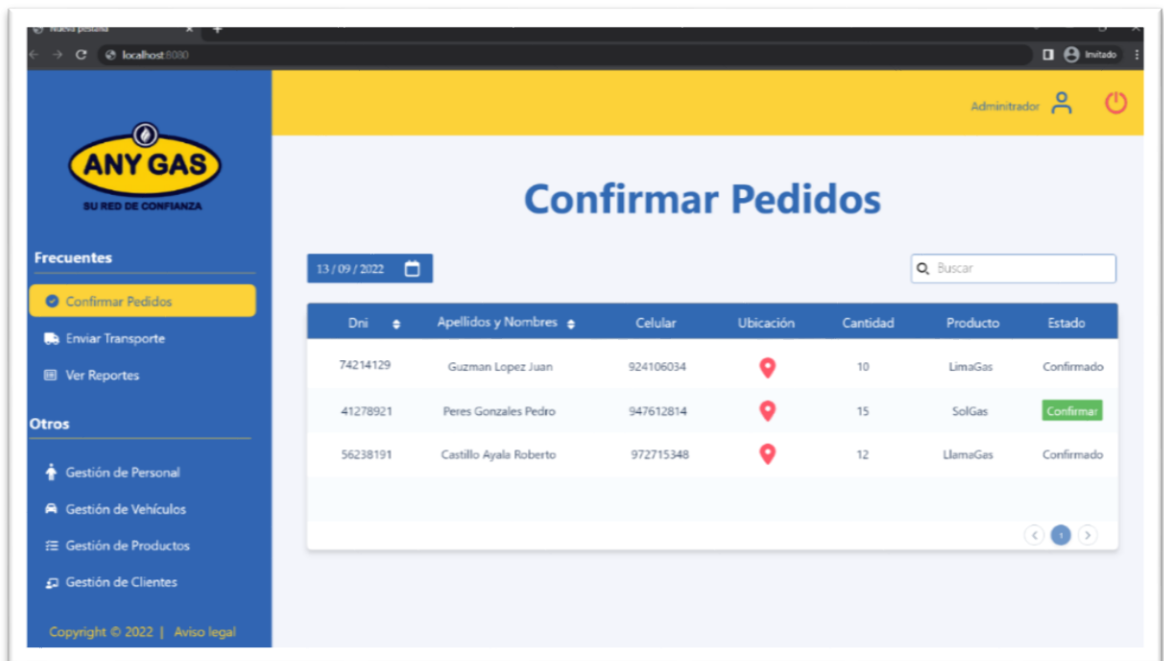 Nueva pestaña
localhost:8080
Invitado
Adminitrador
ANY GAS
SU RED DE CONFIANZA
Confirmar Pedidos
Frecuentes
13 / 09 / 2022
Buscar
Confirmar Pedidos
Enviar Transporte
Ver Reportes
Dni Apellidos y Nombres Celular Ubicación Cantidad Producto Estado
74214129 Guzman Lopez Juan 924106034 10 LimaGas Confirmado
41278921 Peres Gonzales Pedro 947612814 15 SolGas Confirmar
56238191 Castillo Ayala Roberto 972715348 12 LlamaGas Confirmado
1
Otros
Gestión de Personal
Gestión de Vehículos
Gestión de Productos
Gestión de Clientes
Copyright © 2022 | Aviso legal